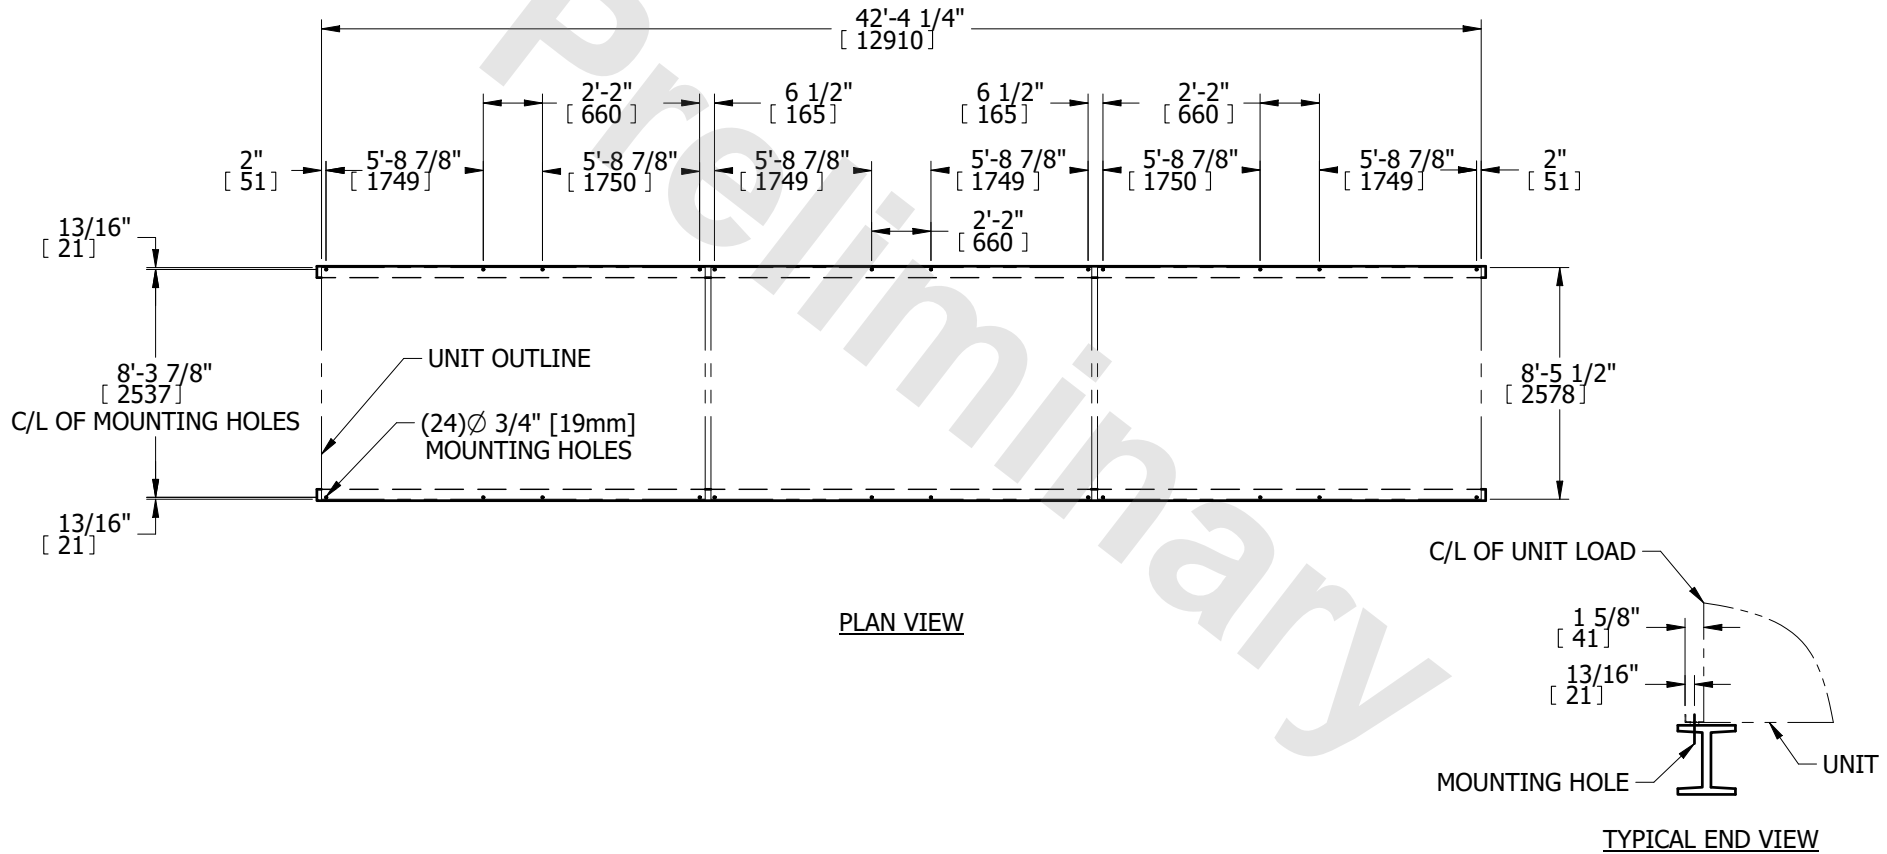 42'-4 1/4"
[ 12910 ]
2'-2"
[ 660 ]
6 1/2"
[ 165 ]
6 1/2"
[ 165 ]
2'-2"
[ 660 ]
2"
[ 51 ]
5'-8 7/8"
[ 1749 ]
5'-8 7/8"
[ 1750 ]
5'-8 7/8"
[ 1749 ]
5'-8 7/8"
[ 1749 ]
5'-8 7/8"
[ 1750 ]
5'-8 7/8"
[ 1749 ]
2"
[ 51 ]
2'-2"
[ 660 ]
13/16"
[ 21 ]
8'-3 7/8"
[ 2537 ]
C/L OF MOUNTING HOLES
UNIT OUTLINE
(24)Ø 3/4" [19mm]
MOUNTING HOLES
8'-5 1/2"
[ 2578 ]
13/16"
[ 21 ]
PLAN VIEW
C/L OF UNIT LOAD
1 5/8"
[ 41 ]
13/16"
[ 21 ]
MOUNTING HOLE
UNIT
TYPICAL END VIEW
Preliminary